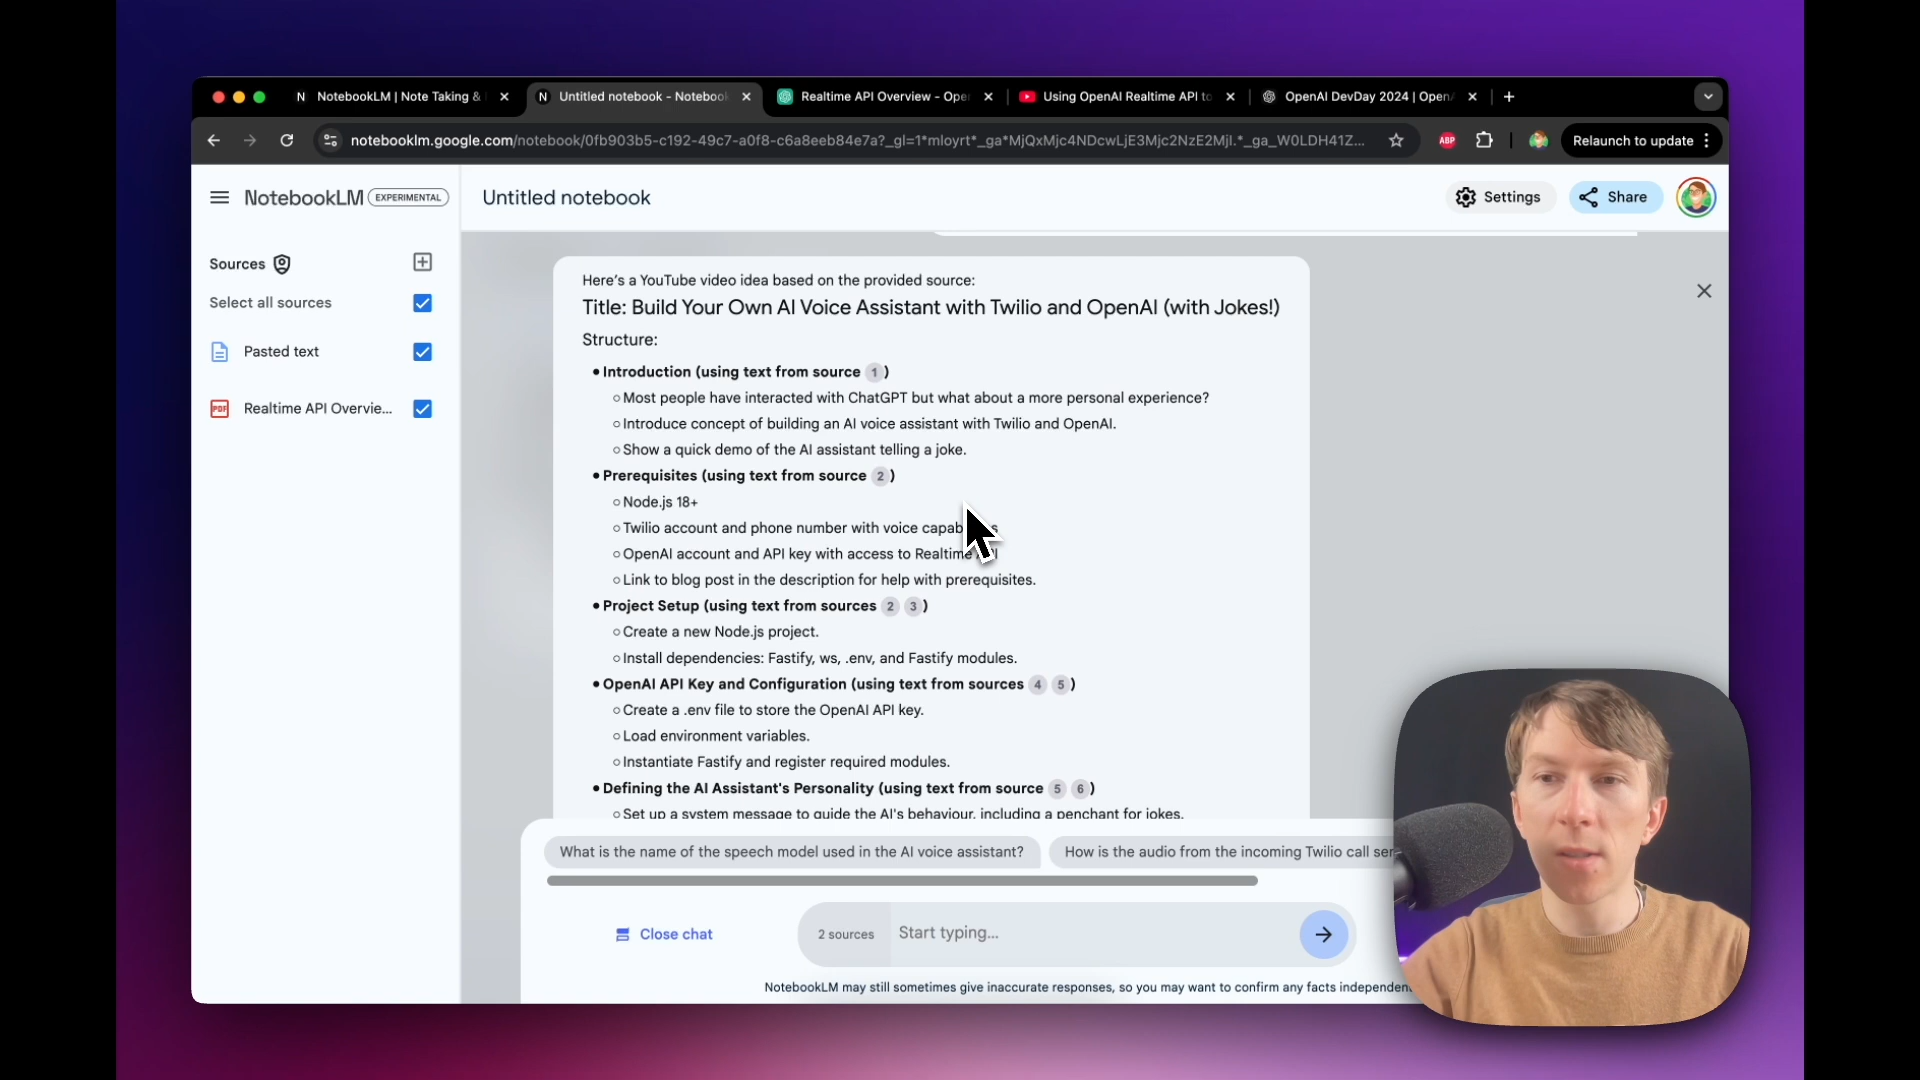 NotebookLM | Note Taking &
Untitled notebook - Notebook
Realtime API Overview - Ope
Using OpenAI Realtime API to
OpenAI DevDay 2024 | Open
notebooklm.google.com/notebook/0fb903b5-c192-49c7-a0f8-c6a8eeb84e7a?_gl=1*mloyrt*_ga*MjQxMjc4NDcwLjE3Mjc2NzE2MjI.*_ga_W0LDH41Z...
ABP
Relaunch to update
NotebookLM EXPERIMENTAL
Untitled notebook
Settings
Share
Sources
Select all sources
Pasted text
PDF Realtime API Overvie...
Here's a YouTube video idea based on the provided source:
Title: Build Your Own AI Voice Assistant with Twilio and OpenAI (with Jokes!)
Structure:
• Introduction (using text from source 1)
○ Most people have interacted with ChatGPT but what about a more personal experience?
○ Introduce concept of building an AI voice assistant with Twilio and OpenAI.
○ Show a quick demo of the AI assistant telling a joke.
• Prerequisites (using text from source 2)
○ Node.js 18+
○ Twilio account and phone number with voice
○ OpenAI account and API key with access to Realtime
○ Link to blog post in the description for help with prerequisites.
• Project Setup (using text from sources 2 3)
○ Create a new Node.js project.
○ Install dependencies: Fastify, ws, .env, and Fastify modules.
• OpenAI API Key and Configuration (using text from sources 4 5)
○ Create a .env file to store the OpenAI API key.
○ Load environment variables.
○ Instantiate Fastify and register required modules.
• Defining the AI Assistant's Personality (using text from source 5 6)
○ Set up a system message to guide the AI's behaviour, including a penchant for jokes.
What is the name of the speech model used in the AI voice assistant?
How is the audio from the incoming Twilio call ser
Close chat
2 sources
Start typing...
NotebookLM may still sometimes give inaccurate responses, so you may want to confirm any facts independen